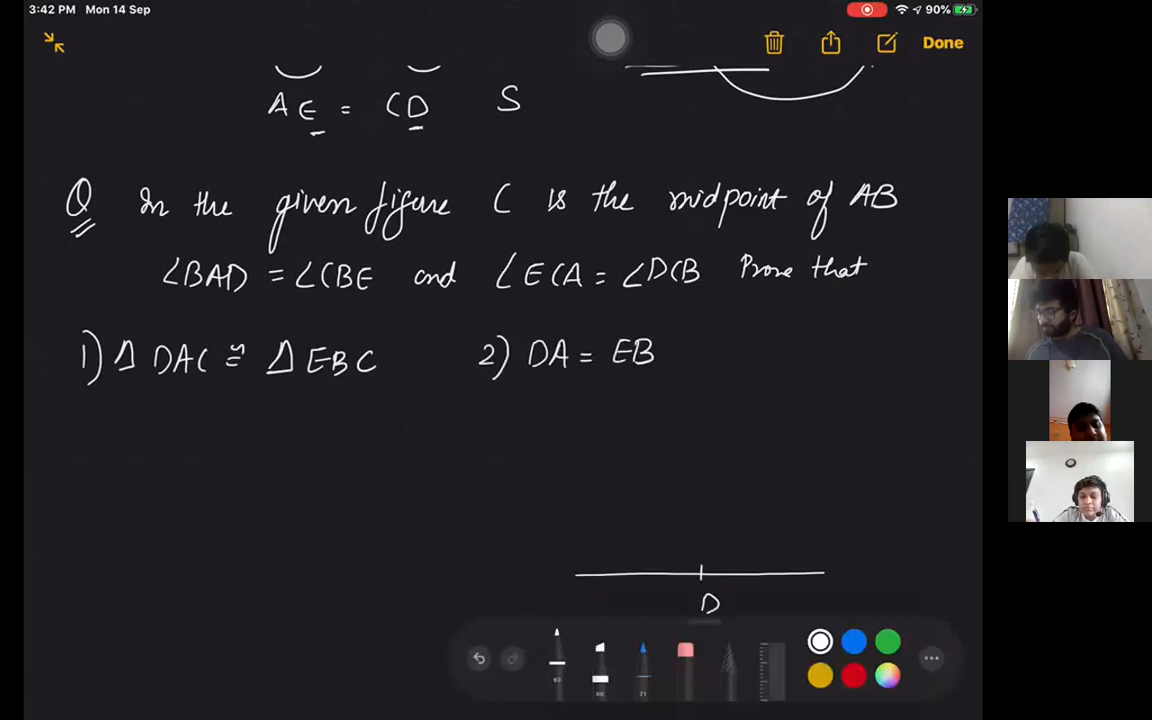 3:42 PM Mon 14 Sep
90%
Done
AE = CD S
Q In the given figure C is the midpoint of AB
∠BAD = ∠CBE and ∠ECA = ∠DCB Prove that
1) Δ DAC ≅ Δ EBC 2) DA = EB
D